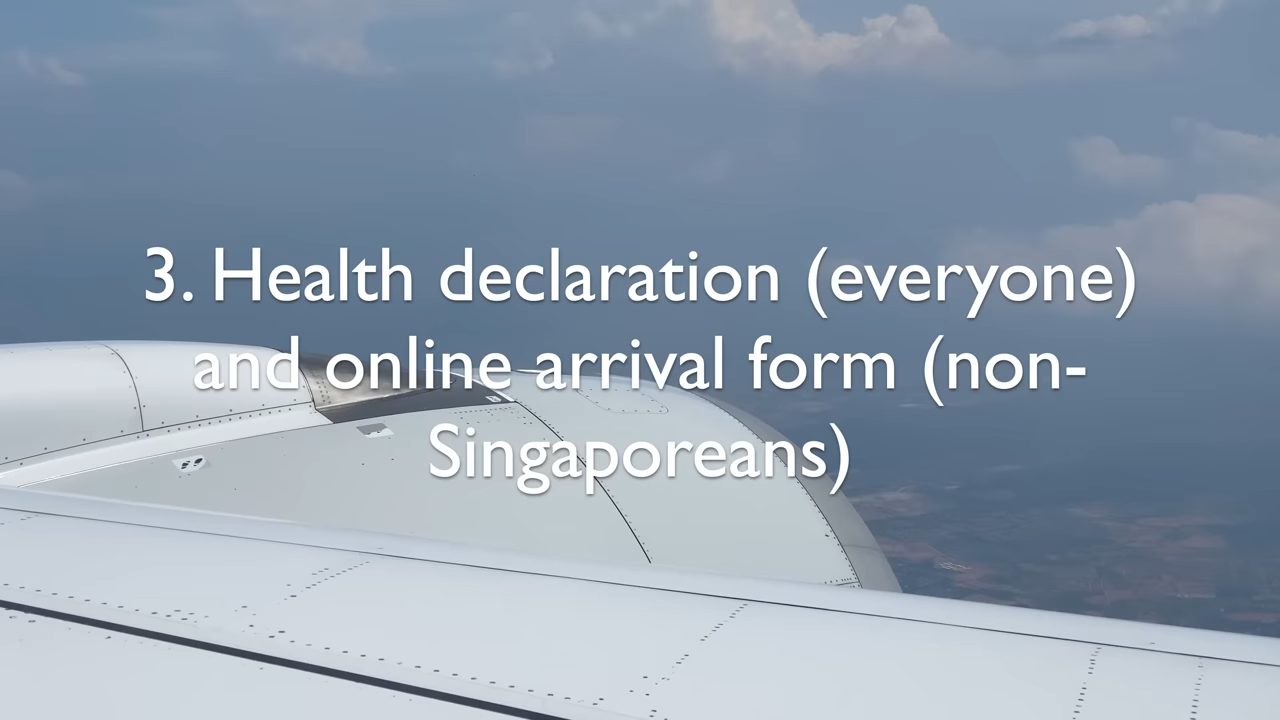 3. Health declaration (everyone)
and online arrival form (non-
Singaporeans)